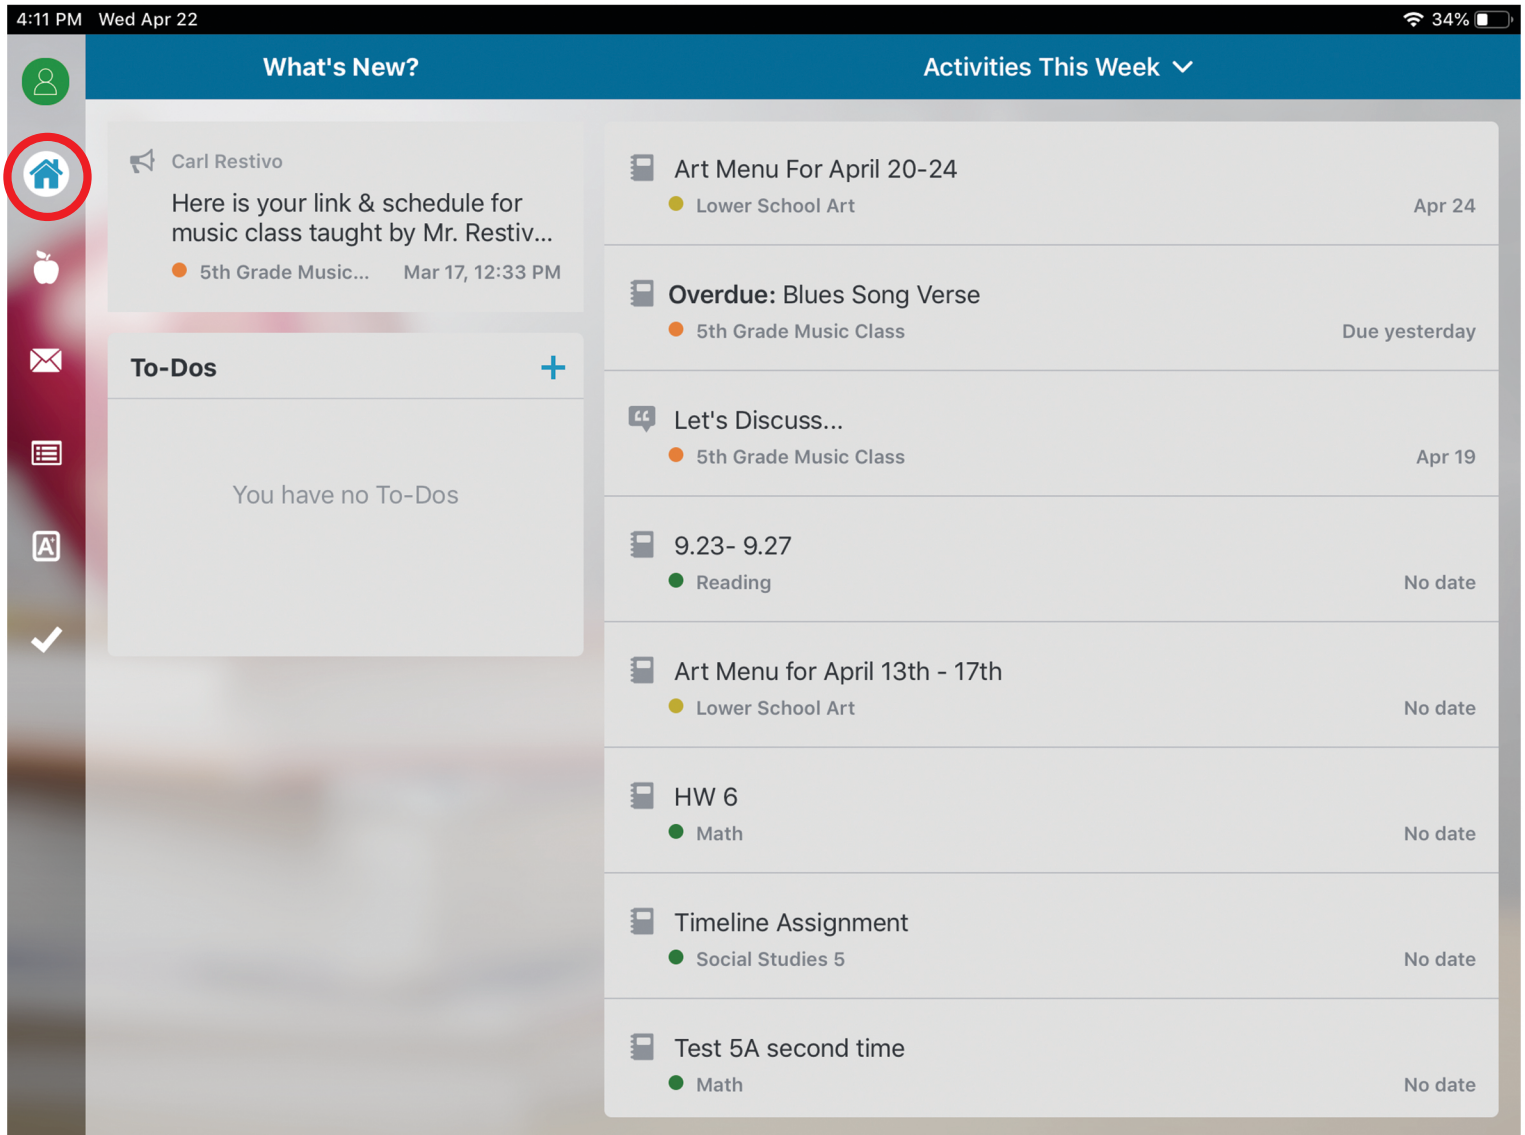 4:11 PM Wed Apr 22
34%
What's New?
Activities This Week
Carl Restivo
Here is your link & schedule for
music class taught by Mr. Restiv...
5th Grade Music... Mar 17, 12:33 PM
To-Dos
You have no To-Dos
Art Menu For April 20-24
Lower School Art Apr 24
Overdue: Blues Song Verse
5th Grade Music Class Due yesterday
Let's Discuss...
5th Grade Music Class Apr 19
9.23- 9.27
Reading No date
Art Menu for April 13th - 17th
Lower School Art No date
HW 6
Math No date
Timeline Assignment
Social Studies 5 No date
Test 5A second time
Math No date